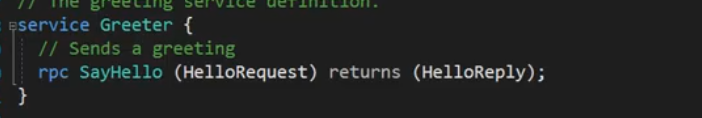 // The greeting service definition.
service Greeter {
// Sends a greeting
rpc SayHello (HelloRequest) returns (HelloReply);
}